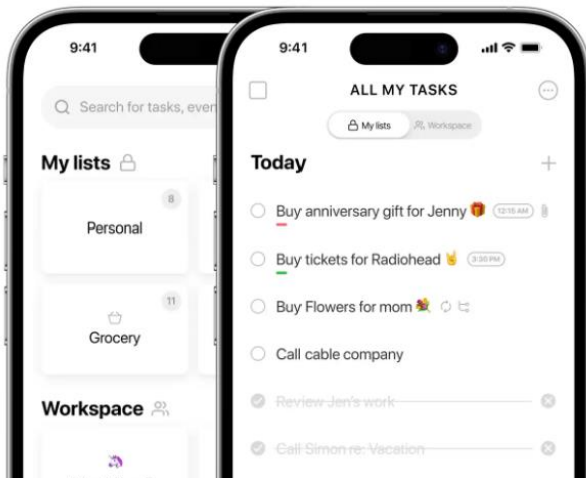 9:41
Search for tasks, even
My lists
8
Personal
11
Grocery
Workspace
9:41
ALL MY TASKS
My lists
Workspace
Today
Buy anniversary gift for Jenny 🎁 12:15 AM
Buy tickets for Radiohead 🤘 3:30 PM
Buy Flowers for mom 💐
Call cable company
Review Jen's work
Call Simon re: Vacation